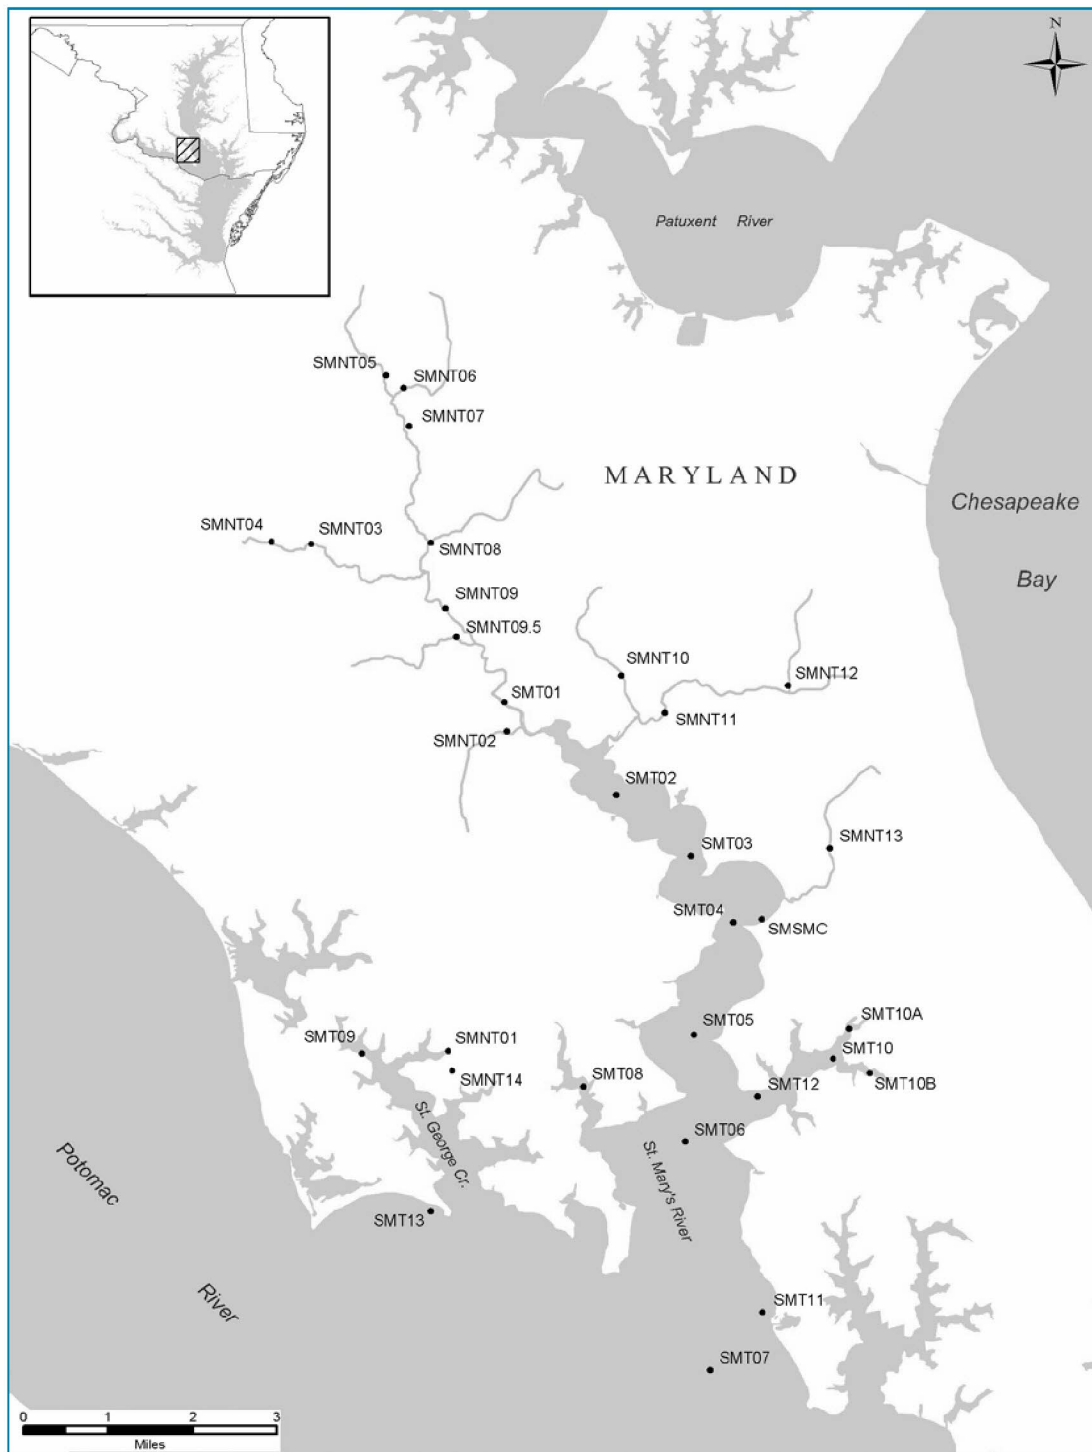 N
Patuxent River
SMNT05
SMNT06
SMNT07
MARYLAND
Chesapeake
Bay
SMNT04
SMNT03
SMNT08
SMNT09
SMNT09.5
SMNT10
SMNT12
SMT01
SMNT11
SMNT02
SMT02
SMNT13
SMT03
SMT04
SMSMC
SMT10A
SMT05
SMT09
SMNT01
SMT10
SMNT14
SMT08
SMT10B
SMT12
St. George Cr.
SMT06
St. Mary's River
Potomac
River
SMT13
SMT11
SMT07
0 1 2 3
Miles